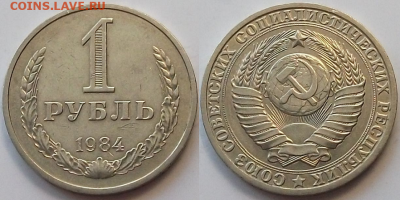 COINS.LAVE.RU
1
РУБЛЬ
1984
СОЮЗ СОВЕТСКИХ СОЦИАЛИСТИЧЕСКИХ РЕСПУБЛИК